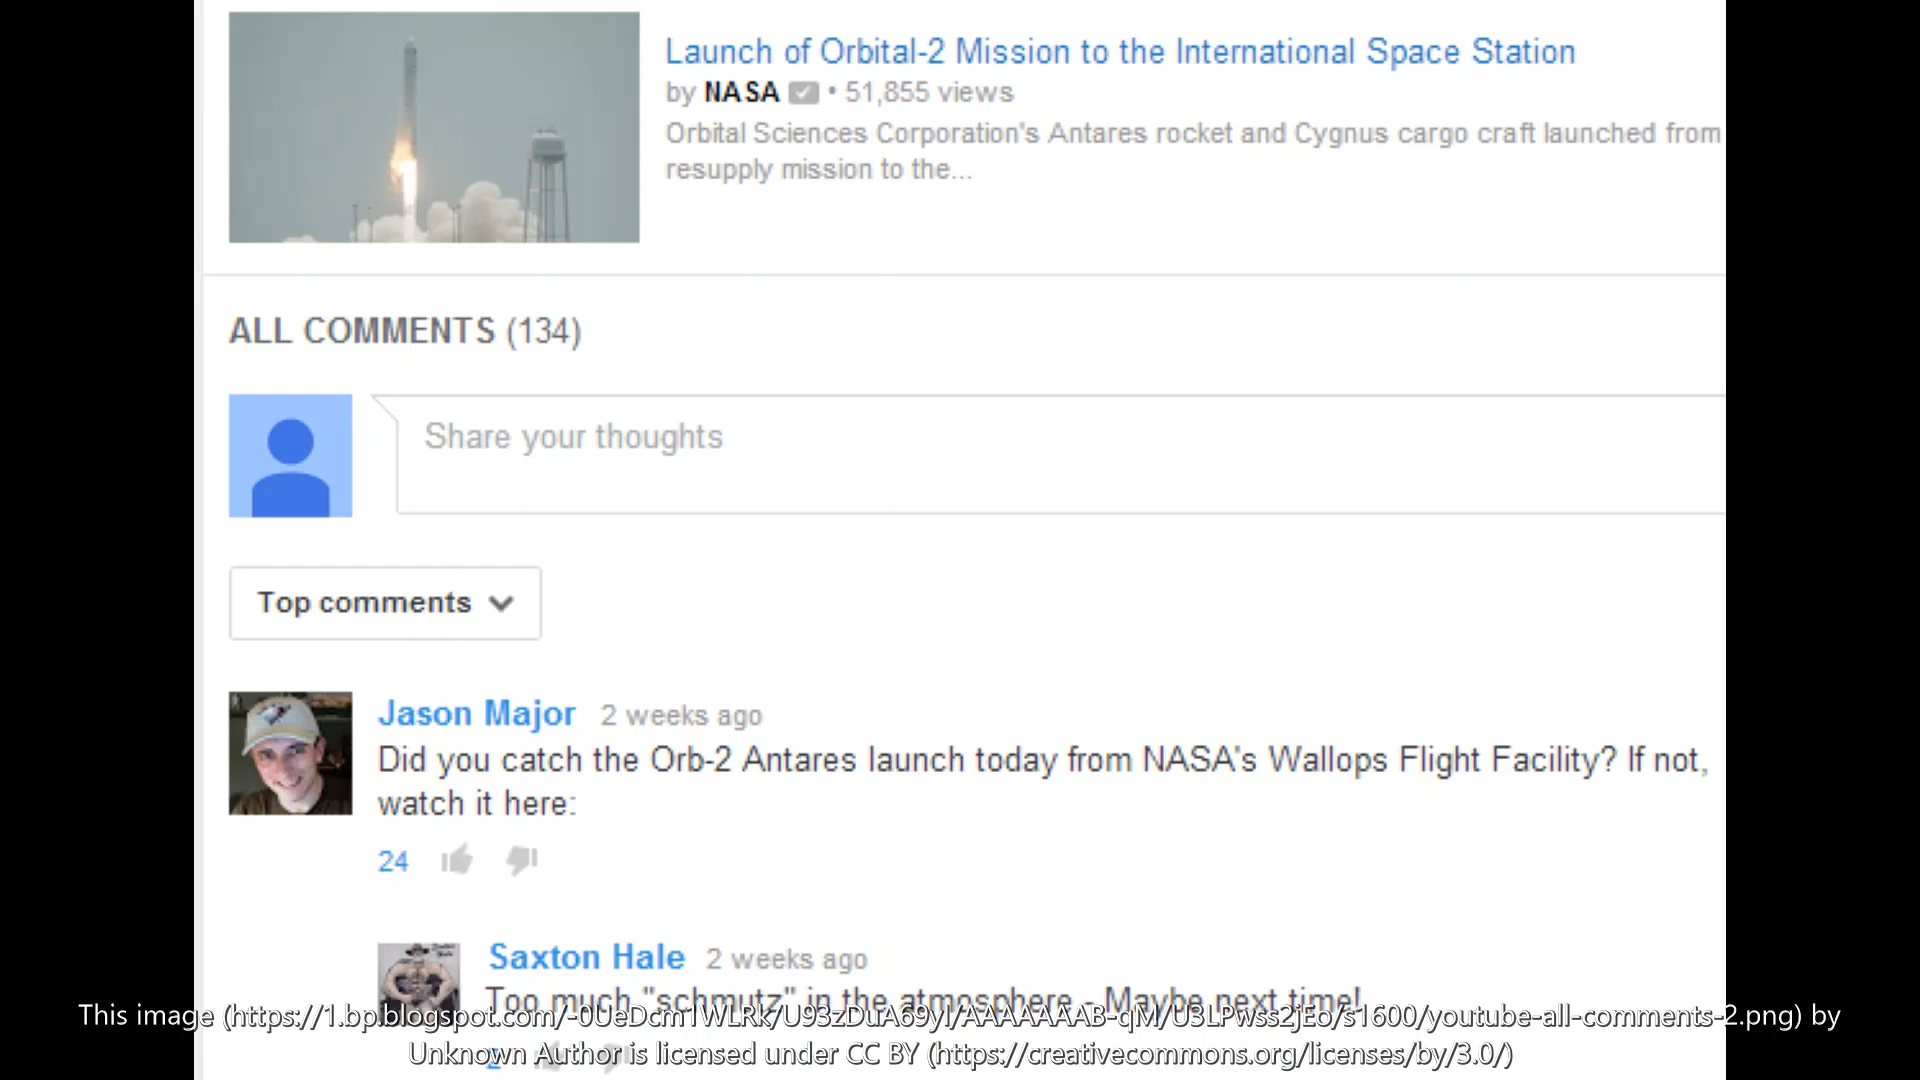 Launch of Orbital-2 Mission to the International Space Station
by NASA • 51,855 views
Orbital Sciences Corporation's Antares rocket and Cygnus cargo craft launched from
resupply mission to the...
ALL COMMENTS (134)
Share your thoughts
Top comments
Jason Major 2 weeks ago
Did you catch the Orb-2 Antares launch today from NASA's Wallops Flight Facility? If not,
watch it here:
24
Saxton Hale 2 weeks ago
Too much "schmutz" in the atmosphere - Maybe next time!
This image (https://1.bp.blogspot.com/-0UeDcm1WLRk/U93zDuA69yI/AAAAAAAB-qM/U3LPwss2jEo/s1600/youtube-all-comments-2.png) by
Unknown Author is licensed under CC BY (https://creativecommons.org/licenses/by/3.0/)